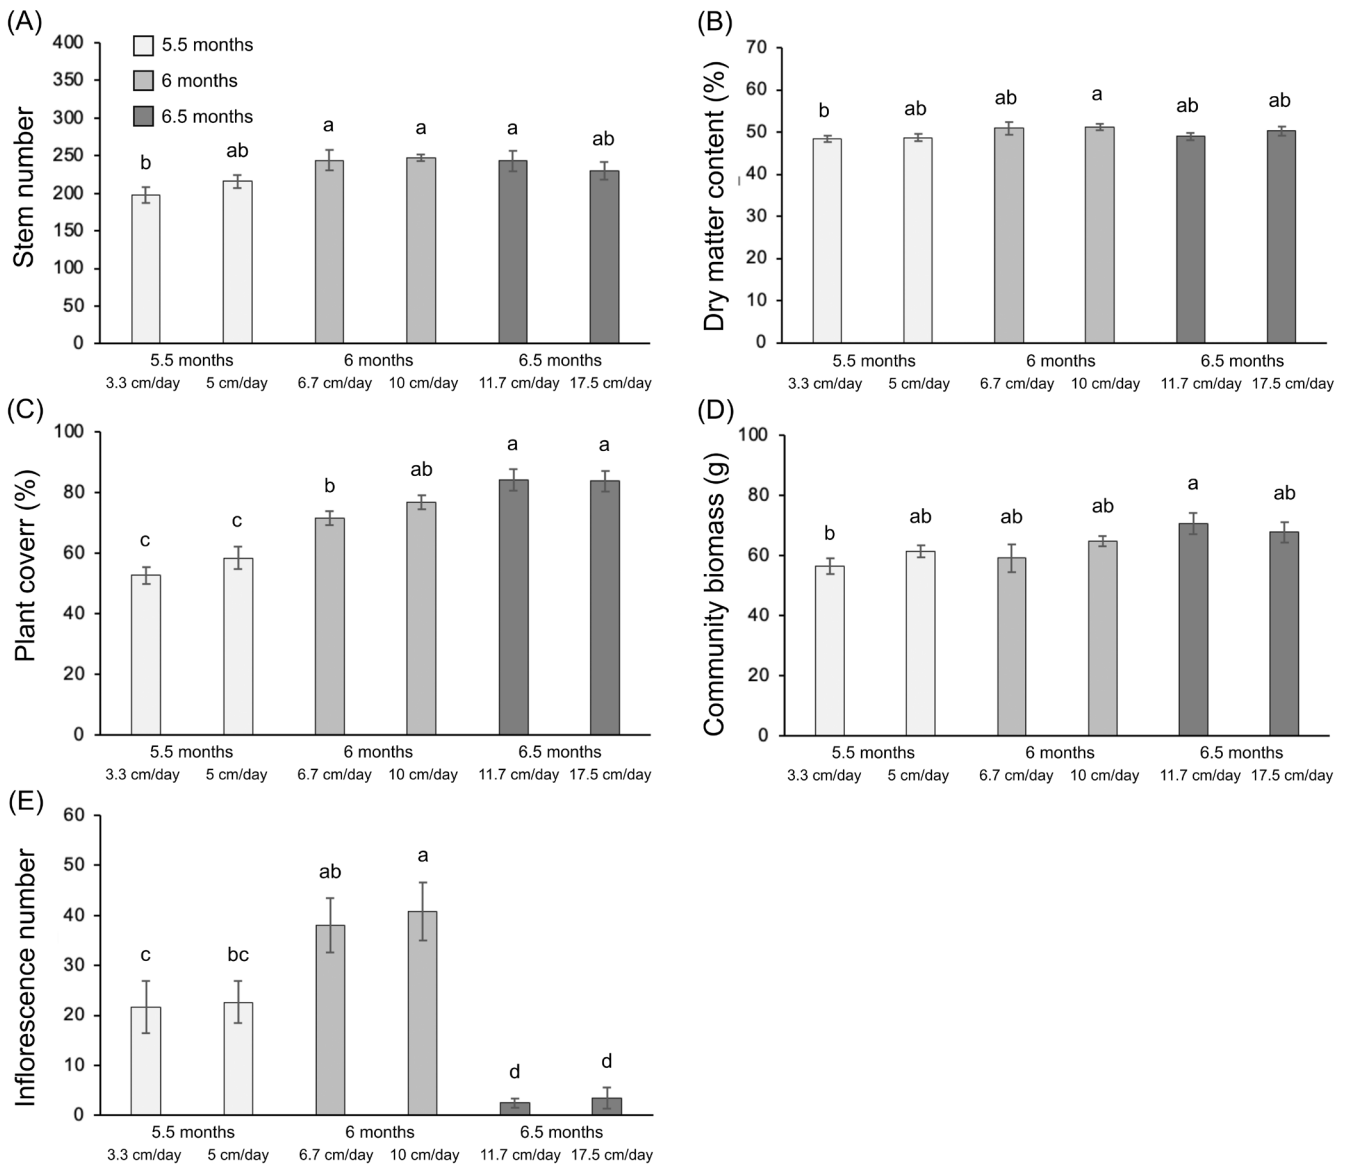 (A)
Stem number
400
350
300
250
200
150
100
50
0
5.5 months
6 months
6.5 months
b
ab
a
a
a
ab
5.5 months 6 months 6.5 months
3.3 cm/day 5 cm/day 6.7 cm/day 10 cm/day 11.7 cm/day 17.5 cm/day
(B)
Dry matter content (%)
70
60
50
40
30
20
10
0
b
ab
ab
a
ab
ab
5.5 months 6 months 6.5 months
3.3 cm/day 5 cm/day 6.7 cm/day 10 cm/day 11.7 cm/day 17.5 cm/day
(C)
Plant coverr (%)
100
80
60
40
20
0
c
c
b
ab
a
a
5.5 months 6 months 6.5 months
3.3 cm/day 5 cm/day 6.7 cm/day 10 cm/day 11.7 cm/day 17.5 cm/day
(D)
Community biomass (g)
100
80
60
40
20
0
b
ab
ab
ab
a
ab
5.5 months 6 months 6.5 months
3.3 cm/day 5 cm/day 6.7 cm/day 10 cm/day 11.7 cm/day 17.5 cm/day
(E)
Inflorescence number
60
50
40
30
20
10
0
c
bc
ab
a
d
d
5.5 months 6 months 6.5 months
3.3 cm/day 5 cm/day 6.7 cm/day 10 cm/day 11.7 cm/day 17.5 cm/day